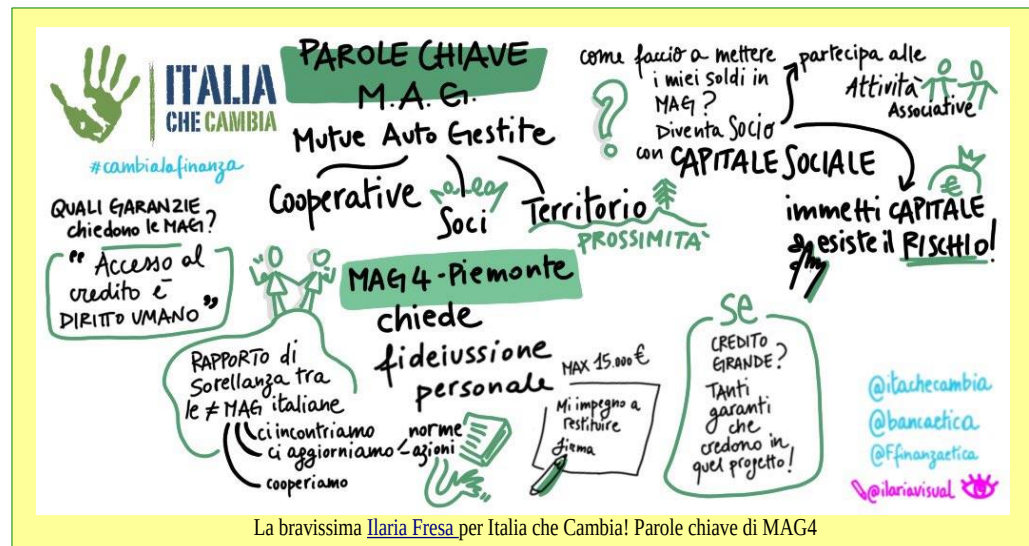 ITALIA
CHE CAMBIA
#cambialafinanza
PAROLE CHIAVE
M.A.G.
Mutue Auto Gestite
Cooperative
Soci
Territorio
PROSSIMITÀ
come faccio a mettere
i miei soldi in
MAG?
Diventa Socio
con CAPITALE SOCIALE
partecipa alle
Attività
Associative
immetti CAPITALE
esiste il RISCHIO!
QUALI GARANZIE
chiedono le MAG?
"Accesso al
credito è
DIRITTO UMANO"
MAG4-Piemonte
chiede
fideiussione
personale
RAPPORTO di
Sorellanza tra
le ≠ MAG italiane
ci incontriamo
ci aggiorniamo
norme
azioni
cooperiamo
MAX 15.000 €
Mi impegno a
restituire
firma
SE
CREDITO
GRANDE?
TANTI
garanti
che
credono in
quel progetto!
@itachecambia
@bancaetica
@Ffinanzaetica
@ilariavisual
La bravissima Ilaria Fresa per Italia che Cambia! Parole chiave di MAG4